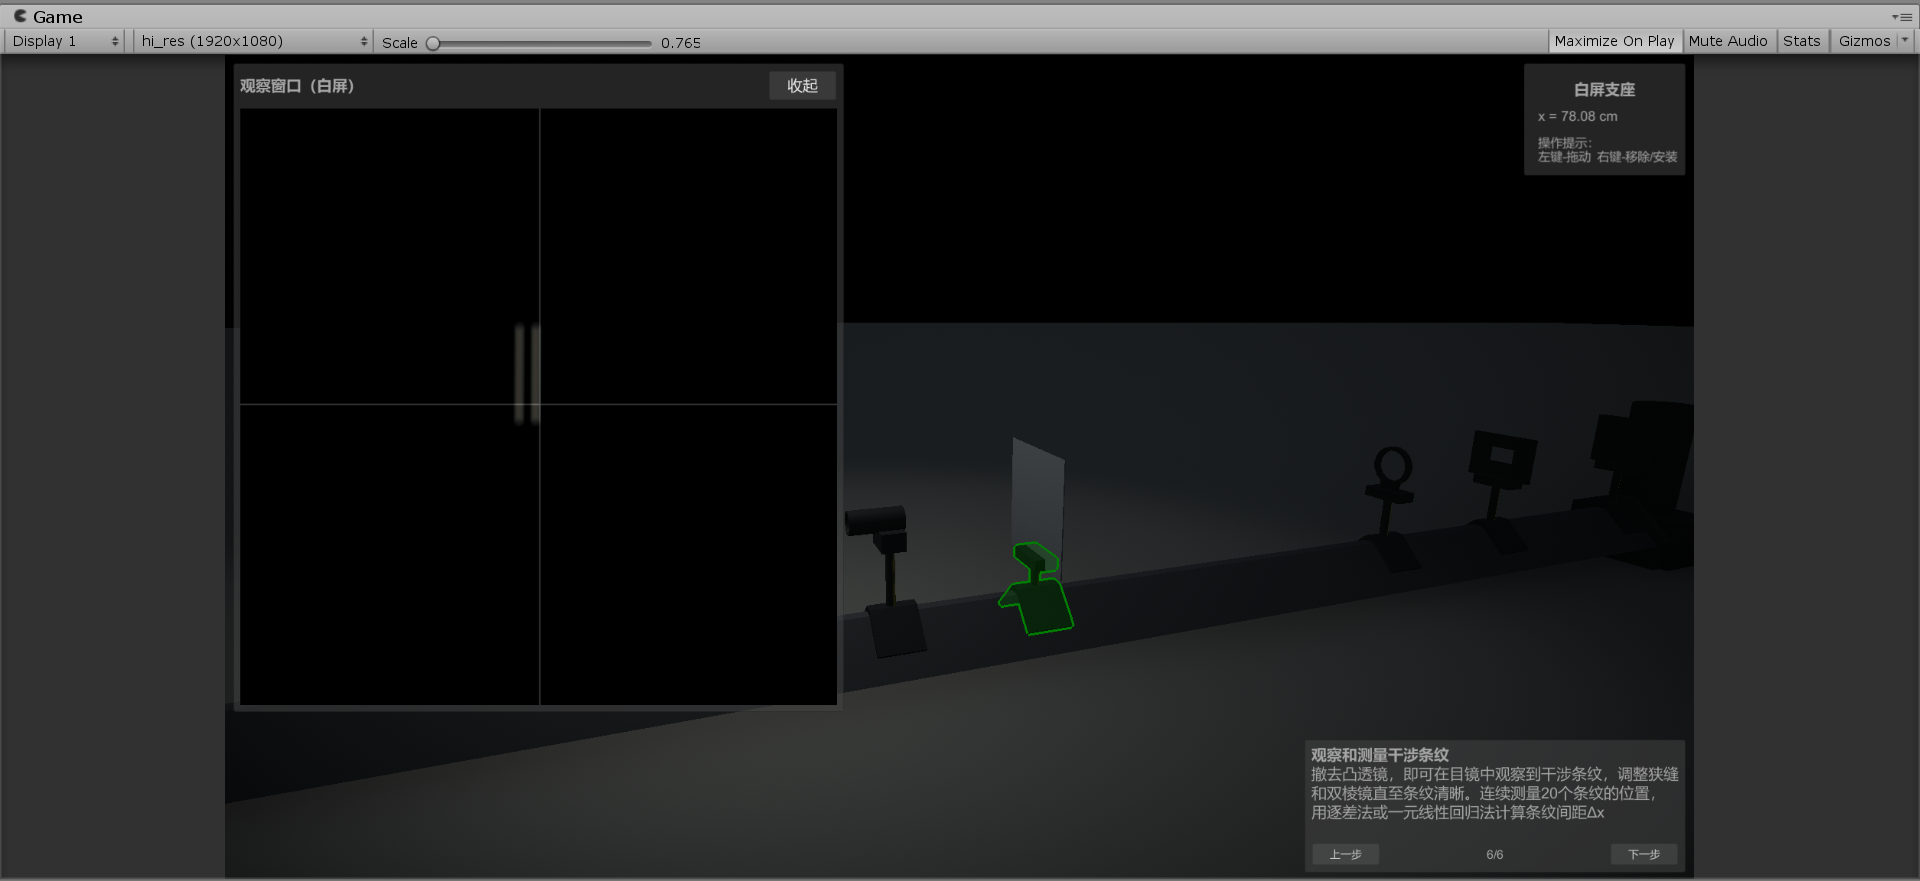 Game
Display 1
hi_res (1920x1080)
Scale
0.765
Maximize On Play
Mute Audio
Stats
Gizmos
观察窗口（白屏）
收起
白屏支座
x = 78.08 cm
操作提示：
左键-拖动 右键-移除/安装
观察和测量干涉条纹
撤去凸透镜，即可在目镜中观察到干涉条纹，调整狭缝
和双棱镜直至条纹清晰。连续测量20个条纹的位置，
用逐差法或一元线性回归法计算条纹间距Δx
上一步
6/6
下一步